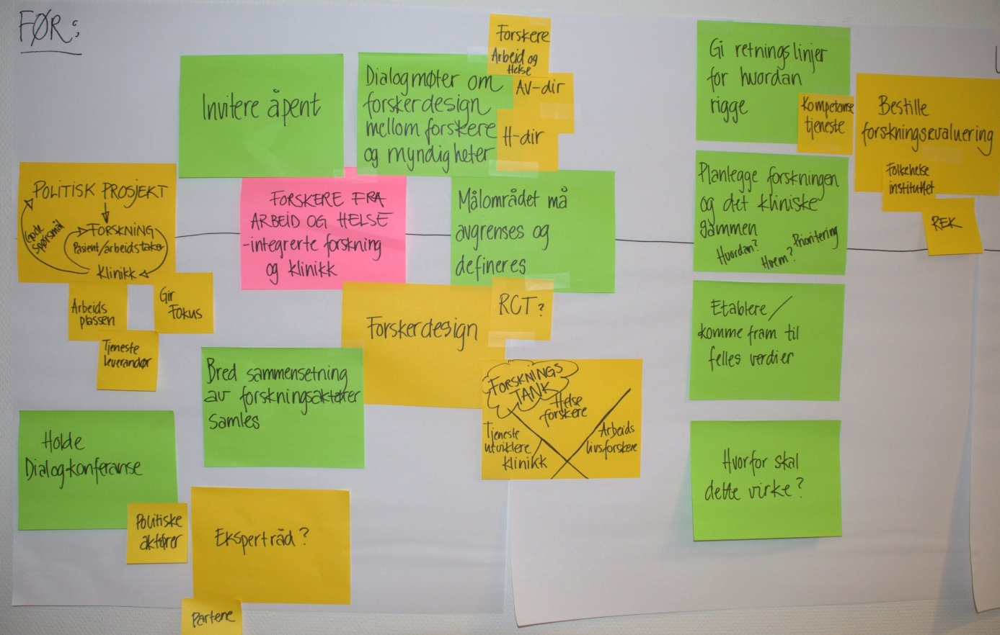 FØR:
Invitere åpent
Dialogmøter om
forskerdesign
mellom forskere
og myndigheter
Forskere
Arbeid og
Helse
AV-dir
H-dir
Gi retningslinjer
for hvordan
rigge
Kompetanse
tjeneste
Bestille
forskningsevaluering
Folkehelse
instituttet
REK
POLITISK PROSJEKT
FORSKNING
Pasient/arbeidstaker
Klinikk
Gode
spørsmål
Arbeids
plassen
Gir
Fokus
Tjeneste
leverandør
FORSKERE FRA
ARBEID OG HELSE
-integrerte forskning
og klinikk
Målområdet må
avgrenses og
defineres
Planlegge forskningen
og det kliniske
gammen
Hvordan?
Hvem?
Prioritering
Forskerdesign
RCT?
Etablere/
komme fram til
felles verdier
Bred sammensetning
av forskningsaktører
samles
FORSKNINGS
TANK
Helse
forskere
Tjeneste
utviklere
klinikk
Arbeids
livsforskere
Holde
Dialog-konferanse
Politiske
aktører
Ekspertråd?
Partene
Hvorfor skal
dette virke?